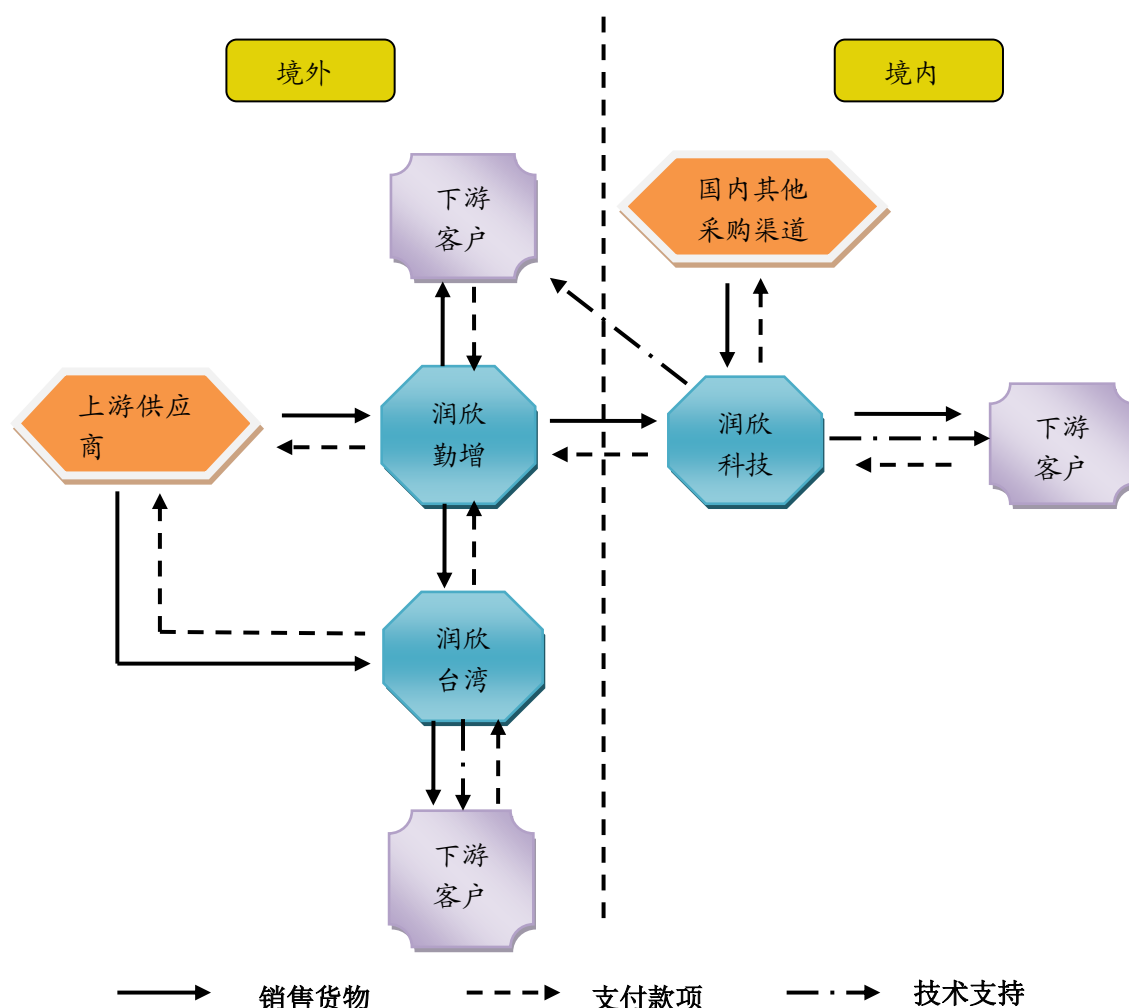 境外
境内
下游
客户
国内其他
采购渠道
上游供应
商
润欣
勤增
润欣
科技
下游
客户
润欣
台湾
下游
客户
销售货物
支付款项
技术支持